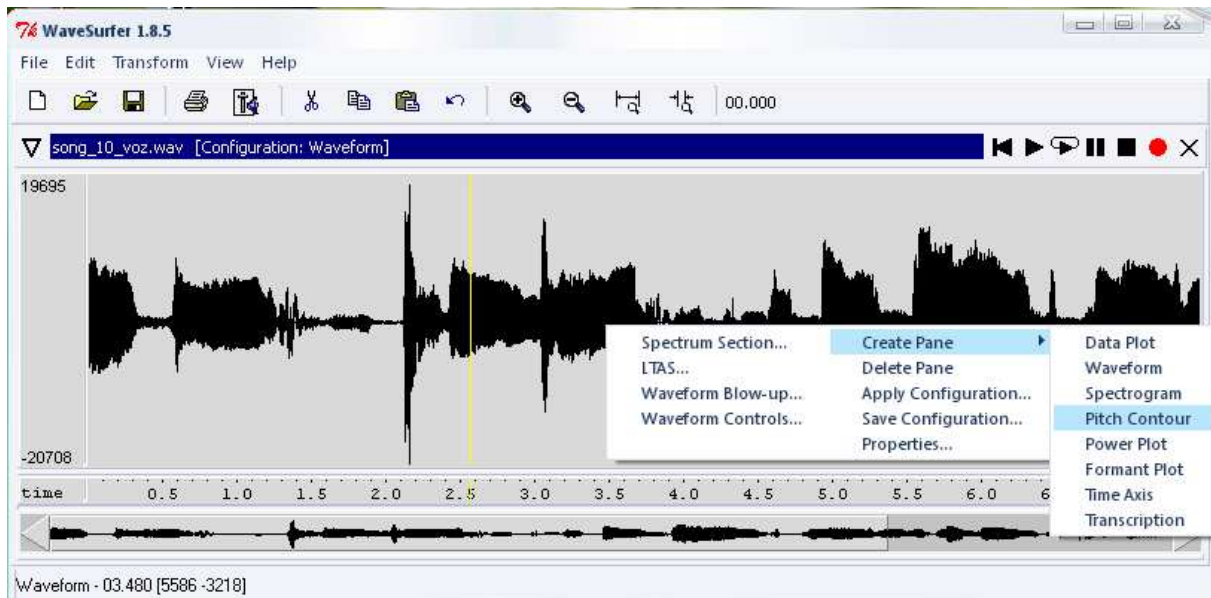 WaveSurfer 1.8.5
File Edit Transform View Help
00.000
song_10_voz.wav [Configuration: Waveform]
19695
-20708
Spectrum Section...
LTAS...
Waveform Blow-up...
Waveform Controls...
Create Pane
Delete Pane
Apply Configuration...
Save Configuration...
Properties...
Data Plot
Waveform
Spectrogram
Pitch Contour
Power Plot
Formant Plot
Time Axis
Transcription
time 0.5 1.0 1.5 2.0 2.5 3.0 3.5 4.0 4.5 5.0 5.5 6.0 6
Waveform - 03.480 [5586 -3218]